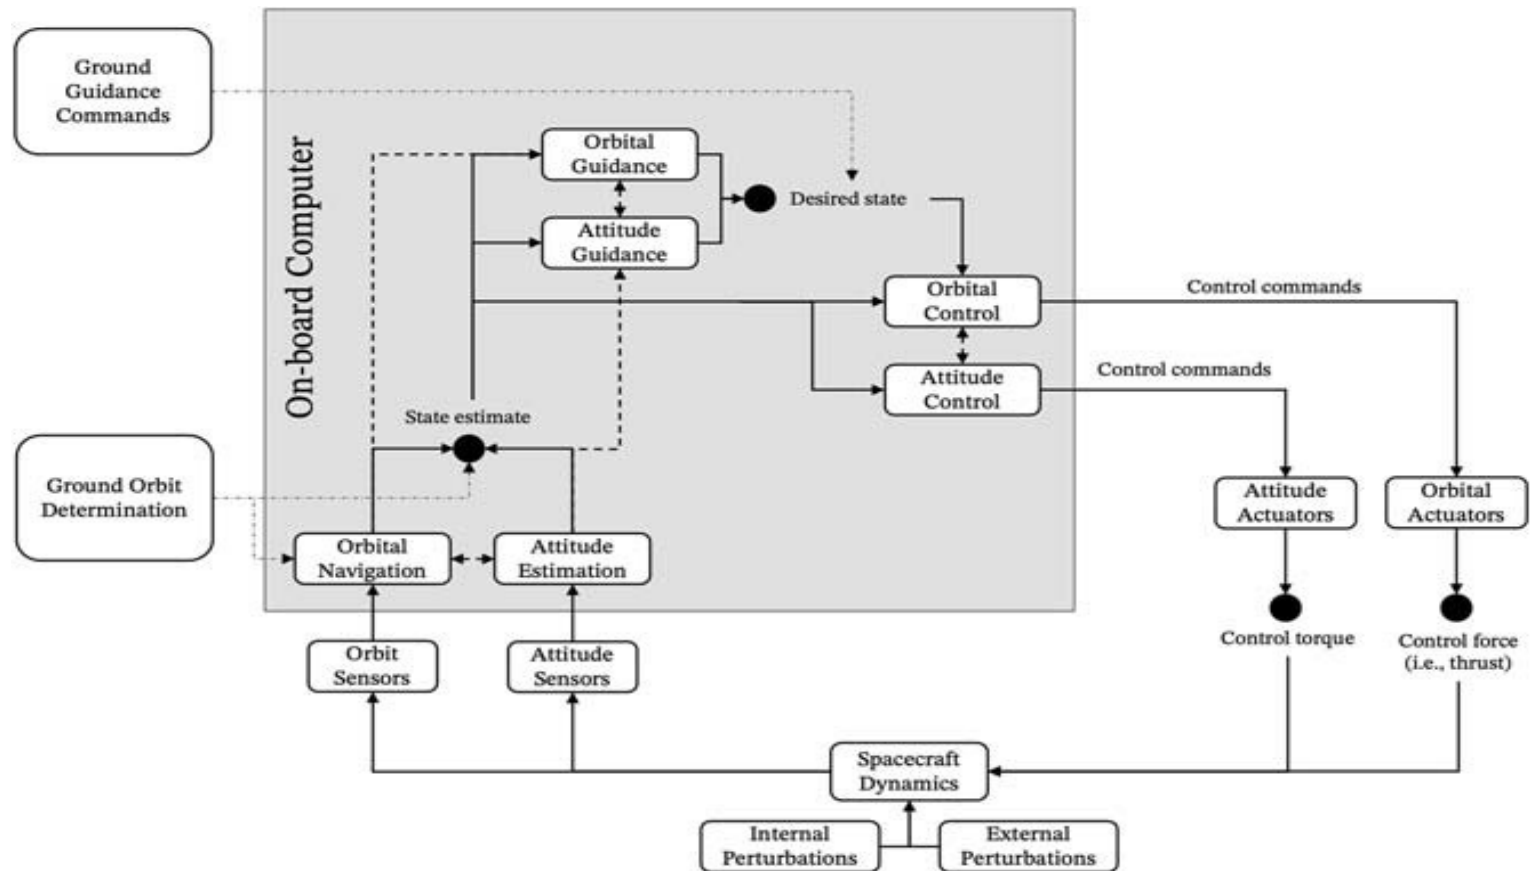 Ground
Guidance
Commands
On-board Computer
Orbital
Guidance
Attitude
Guidance
Desired state
Orbital
Control
Control commands
Attitude
Control
Control commands
State estimate
Ground Orbit
Determination
Orbital
Navigation
Attitude
Estimation
Attitude
Actuators
Orbital
Actuators
Orbit
Sensors
Attitude
Sensors
Control torque
Control force
(i.e., thrust)
Spacecraft
Dynamics
Internal
Perturbations
External
Perturbations